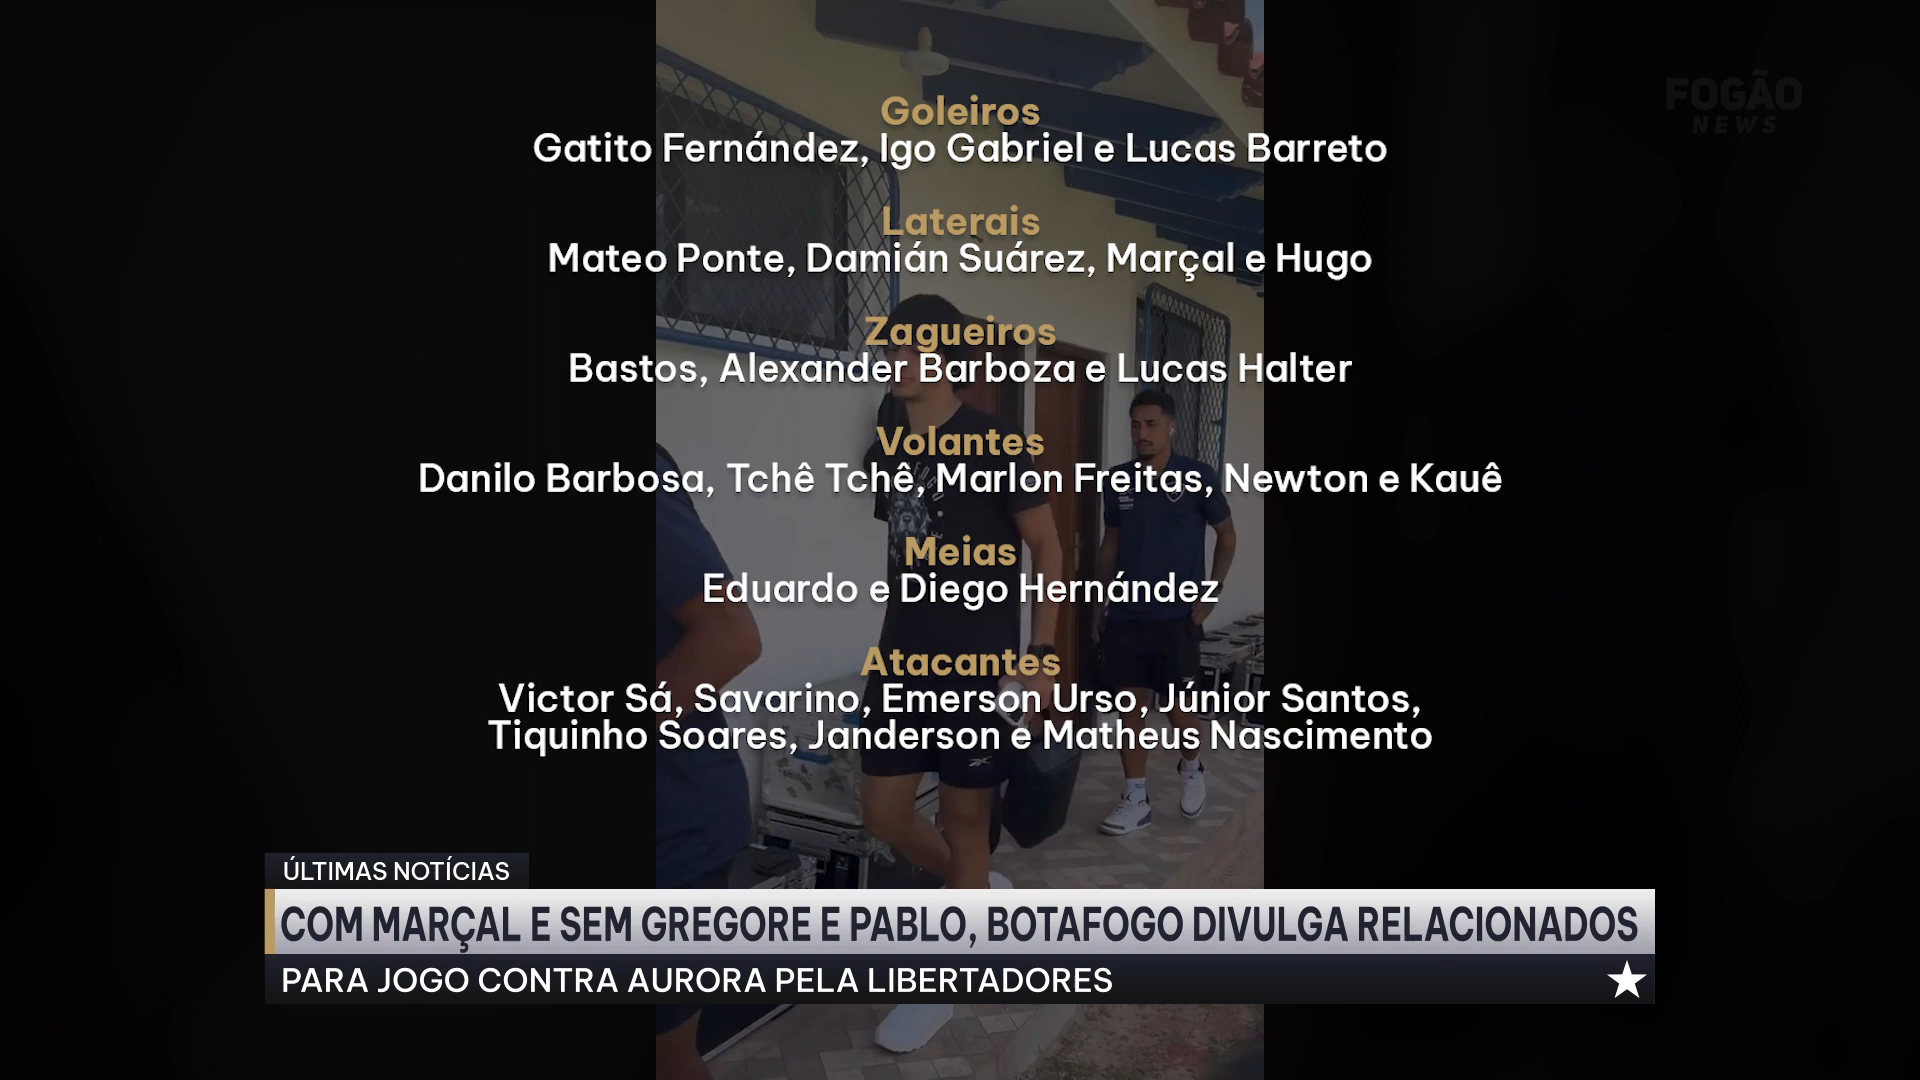 FOGÃO
NEWS
Goleiros
Gatito Fernández, Igo Gabriel e Lucas Barreto
Laterais
Mateo Ponte, Damián Suárez, Marçal e Hugo
Zagueiros
Bastos, Alexander Barboza e Lucas Halter
Volantes
Danilo Barbosa, Tchê Tchê, Marlon Freitas, Newton e Kauê
Meias
Eduardo e Diego Hernández
Atacantes
Victor Sá, Savarino, Emerson Urso, Júnior Santos,
Tiquinho Soares, Janderson e Matheus Nascimento
ÚLTIMAS NOTÍCIAS
COM MARÇAL E SEM GREGORE E PABLO, BOTAFOGO DIVULGA RELACIONADOS
PARA JOGO CONTRA AURORA PELA LIBERTADORES